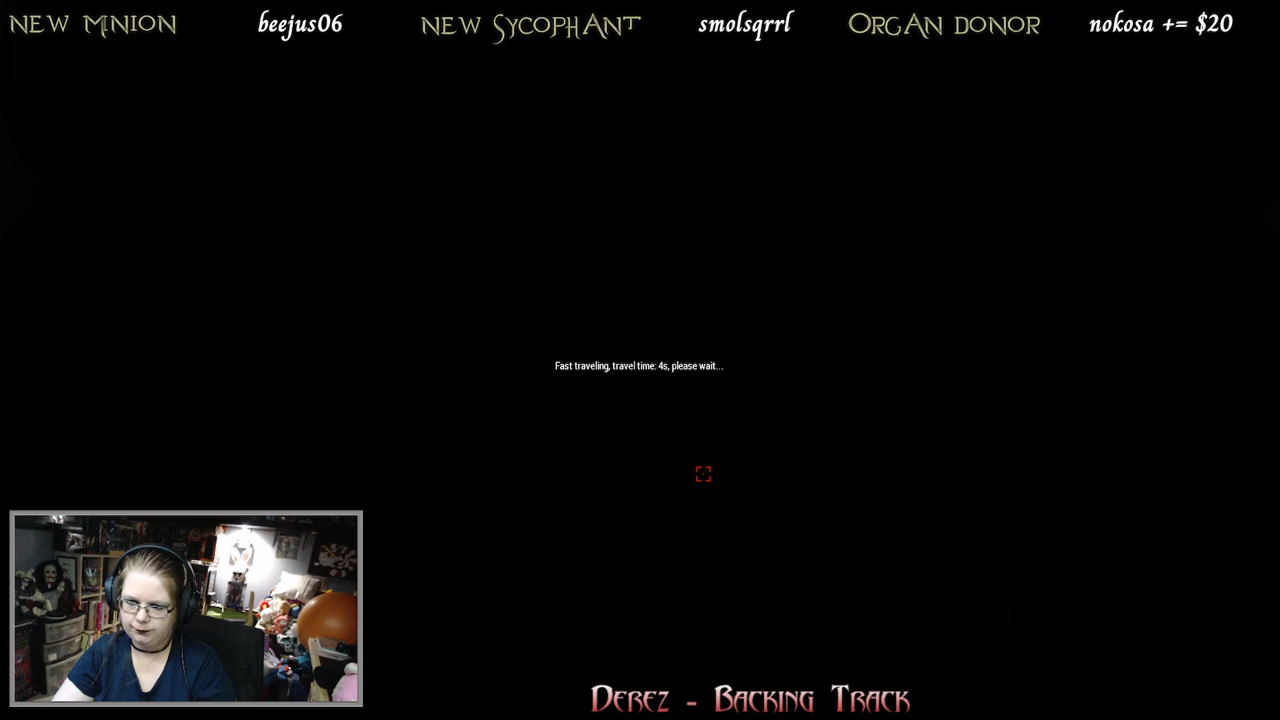 NEW MINION beejus06 NEW SYCOPHANT smolsqrrl ORGAN DONOR nokosa += $20
Fast traveling, travel time: 4s, please wait...
DEREZ - BACKING TRACK